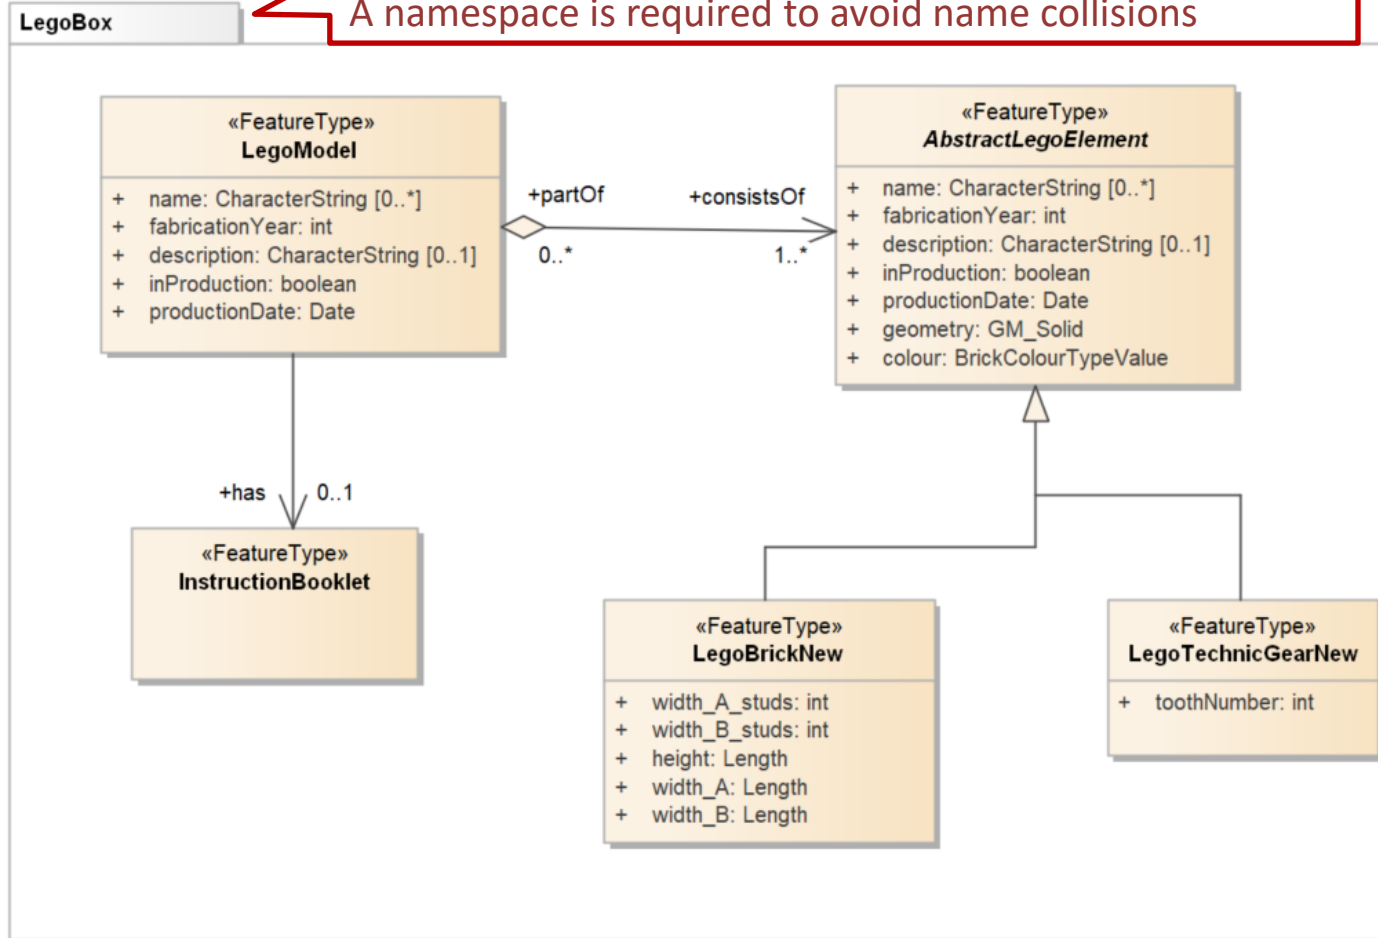 A namespace is required to avoid name collisions
LegoBox
«FeatureType»
LegoModel
+ name: CharacterString [0..*]
+ fabricationYear: int
+ description: CharacterString [0..1]
+ inProduction: boolean
+ productionDate: Date
+partOf
0..*
+consistsOf
1..*
«FeatureType»
AbstractLegoElement
+ name: CharacterString [0..*]
+ fabricationYear: int
+ description: CharacterString [0..1]
+ inProduction: boolean
+ productionDate: Date
+ geometry: GM_Solid
+ colour: BrickColourTypeValue
+has 0..1
«FeatureType»
InstructionBooklet
«FeatureType»
LegoBrickNew
+ width_A_studs: int
+ width_B_studs: int
+ height: Length
+ width_A: Length
+ width_B: Length
«FeatureType»
LegoTechnicGearNew
+ toothNumber: int